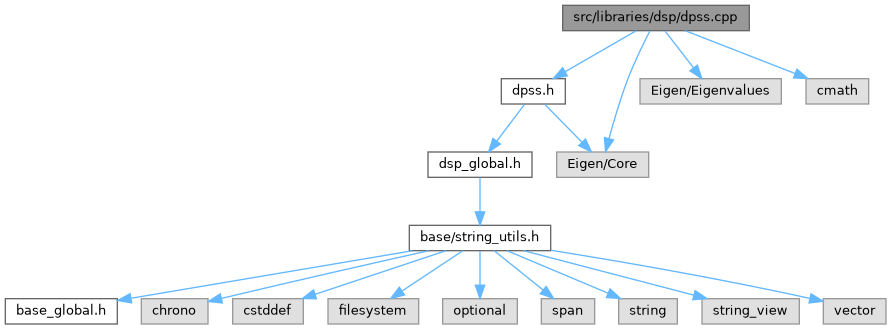 src/libraries/dsp/dpss.cpp
dpss.h
Eigen/Eigenvalues
cmath
dsp_global.h
Eigen/Core
base/string_utils.h
base_global.h
chrono
cstddef
filesystem
optional
span
string
string_view
vector